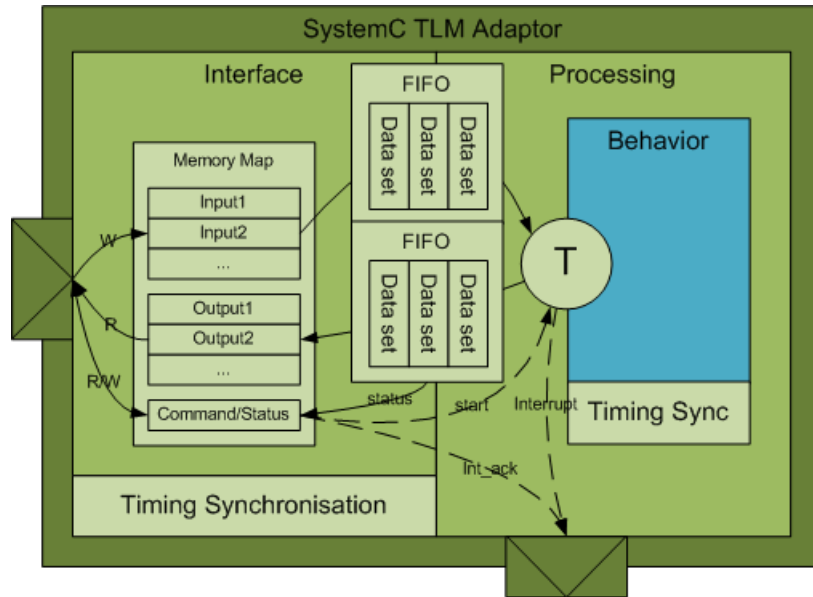 SystemC TLM Adaptor
Interface
Processing
FIFO
Data set
Data set
Data set
Memory Map
Input1
Input2
...
Output1
Output2
...
Command/Status
FIFO
Data set
Data set
Data set
Behavior
T
W
R
R/W
status
start
Interrupt
Int_ack
Timing Sync
Timing Synchronisation